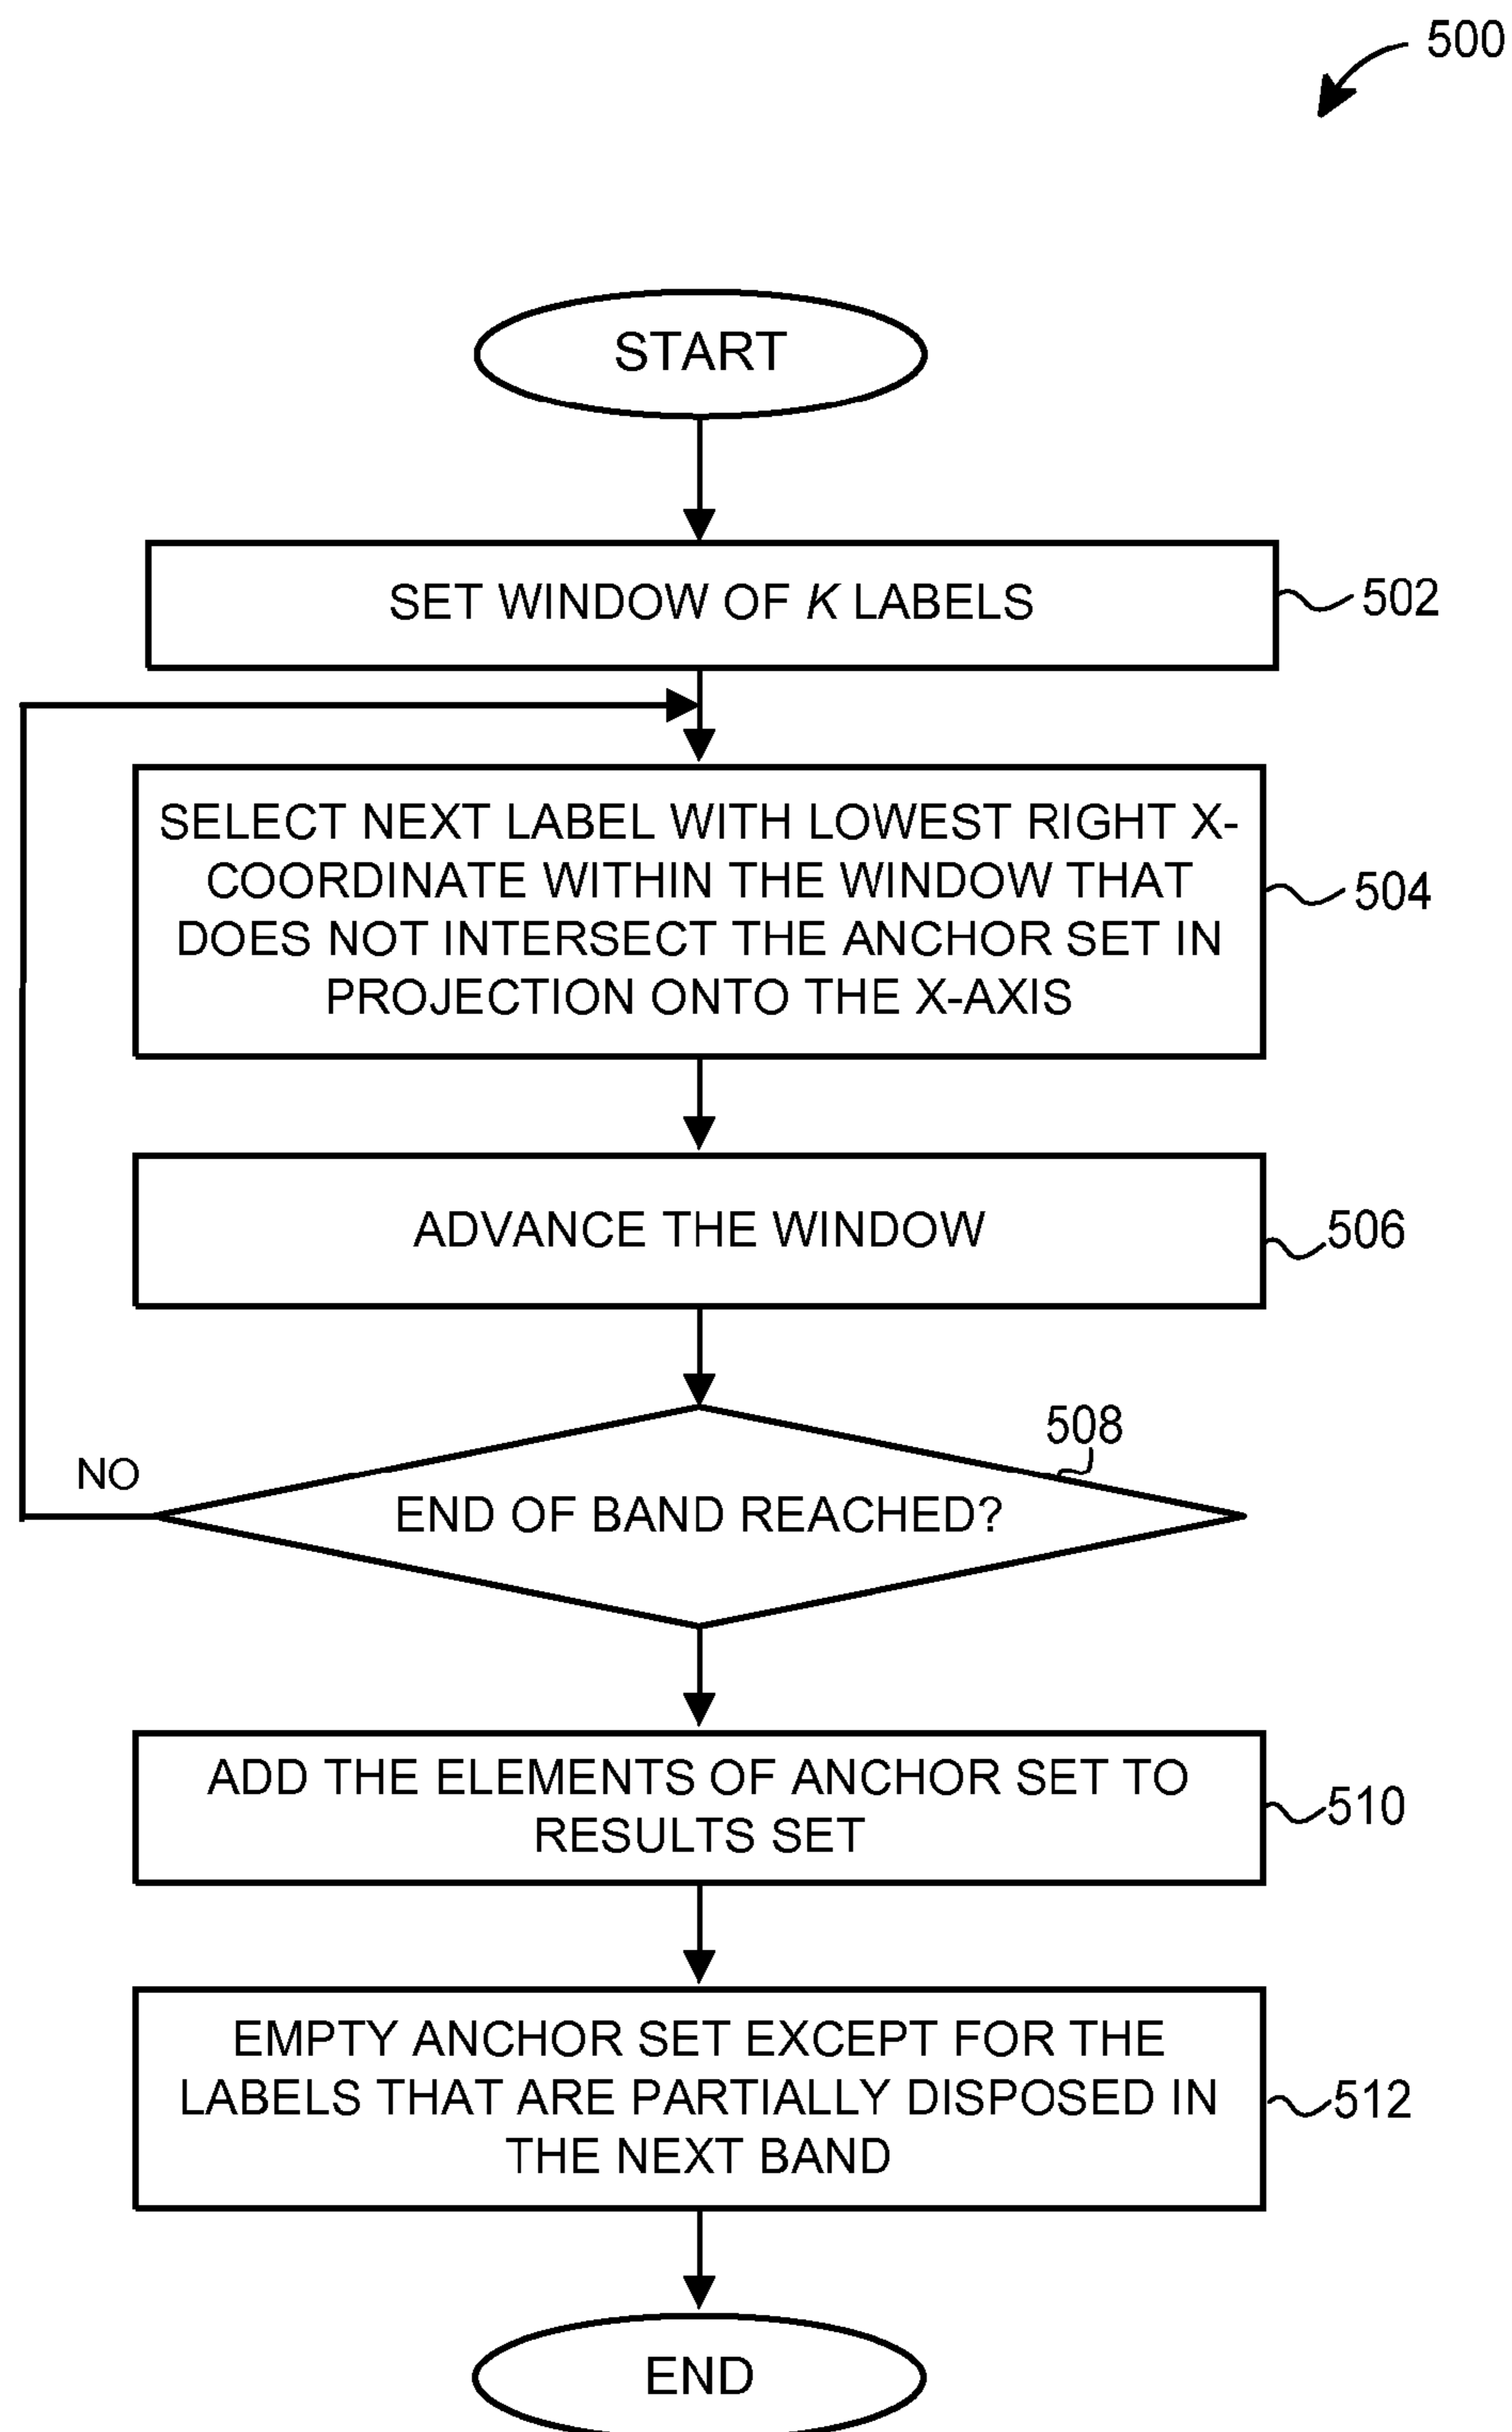 500
START
SET WINDOW OF K LABELS
502
SELECT NEXT LABEL WITH LOWEST RIGHT X-
COORDINATE WITHIN THE WINDOW THAT
DOES NOT INTERSECT THE ANCHOR SET IN
PROJECTION ONTO THE X-AXIS
504
ADVANCE THE WINDOW
506
508
NO
END OF BAND REACHED?
ADD THE ELEMENTS OF ANCHOR SET TO
RESULTS SET
510
EMPTY ANCHOR SET EXCEPT FOR THE
LABELS THAT ARE PARTIALLY DISPOSED IN
THE NEXT BAND
512
END